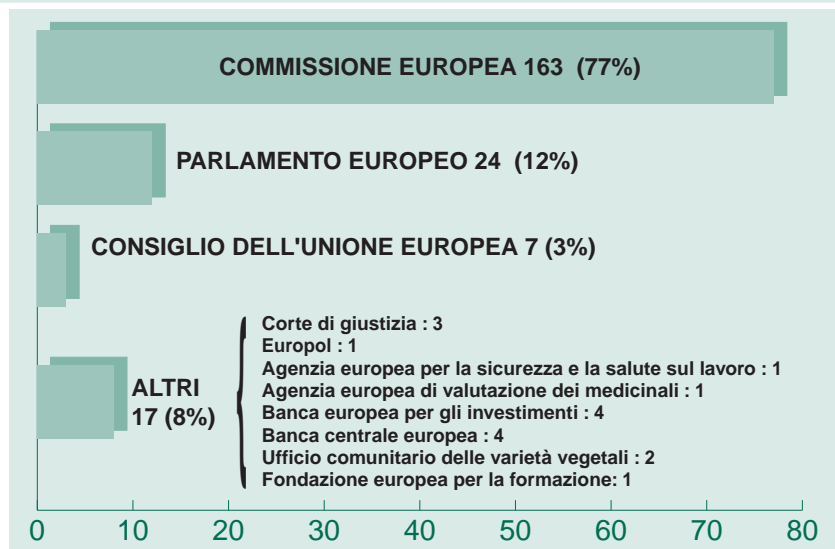 COMMISSIONE EUROPEA 163 (77%)
PARLAMENTO EUROPEO 24 (12%)
CONSIGLIO DELL'UNIONE EUROPEA 7 (3%)
ALTRI
17 (8%)
Corte di giustizia : 3
Europol : 1
Agenzia europea per la sicurezza e la salute sul lavoro : 1
Agenzia europea di valutazione dei medicinali : 1
Banca europea per gli investimenti : 4
Banca centrale europea : 4
Ufficio comunitario delle varietà vegetali : 2
Fondazione europea per la formazione: 1
0 10 20 30 40 50 60 70 80